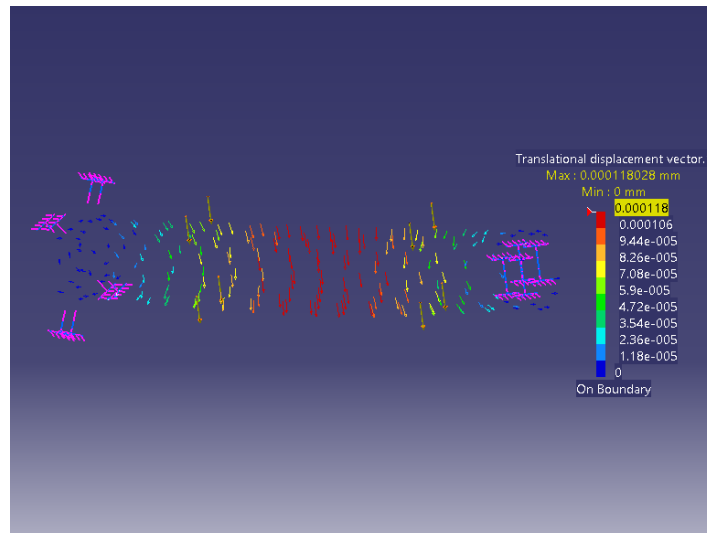 Translational displacement vector.
Max : 0.000118028 mm
Min : 0 mm
0.000118
0.000106
9.44e-005
8.26e-005
7.08e-005
5.9e-005
4.72e-005
3.54e-005
2.36e-005
1.18e-005
0
On Boundary